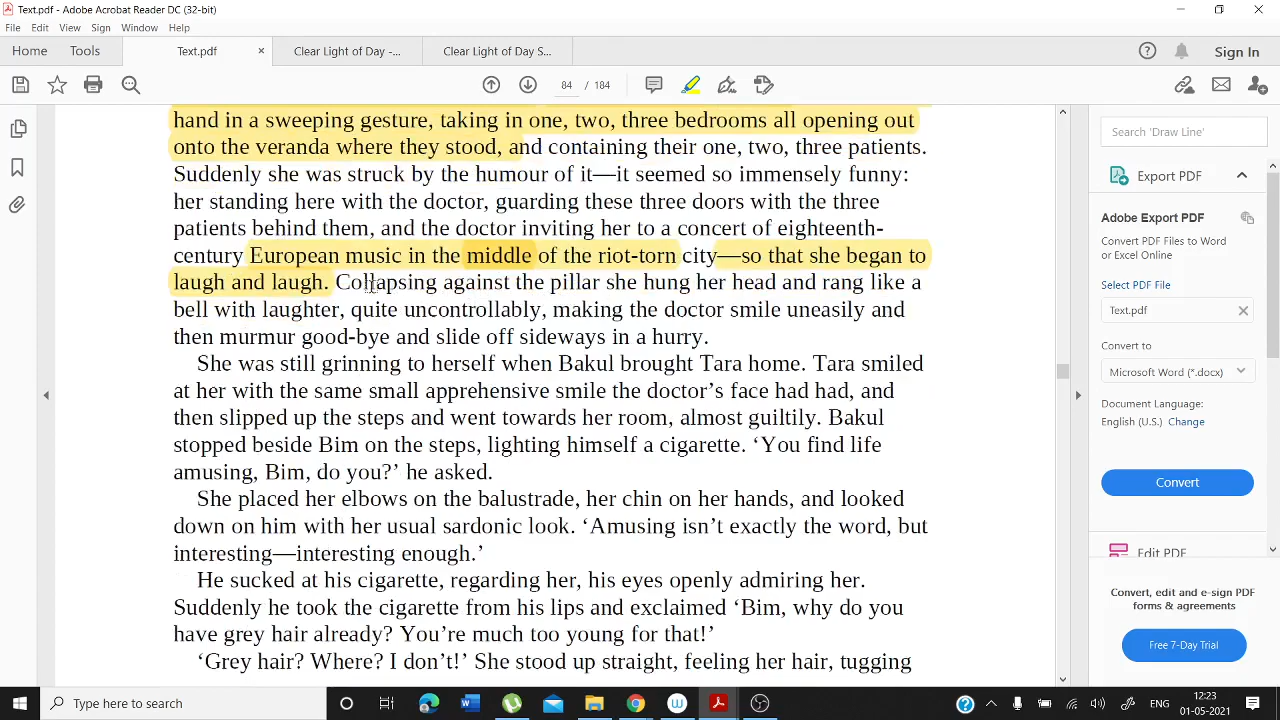 Text.pdf - Adobe Acrobat Reader DC (32-bit)
File Edit View Sign Window Help
Home Tools Text.pdf × Clear Light of Day -... Clear Light of Day S... Sign In
84 / 184
hand in a sweeping gesture, taking in one, two, three bedrooms all opening out
onto the veranda where they stood, and containing their one, two, three patients.
Suddenly she was struck by the humour of it—it seemed so immensely funny:
her standing here with the doctor, guarding these three doors with the three
patients behind them, and the doctor inviting her to a concert of eighteenth-
century European music in the middle of the riot-torn city—so that she began to
laugh and laugh. Collapsing against the pillar she hung her head and rang like a
bell with laughter, quite uncontrollably, making the doctor smile uneasily and
then murmur good-bye and slide off sideways in a hurry.
She was still grinning to herself when Bakul brought Tara home. Tara smiled
at her with the same small apprehensive smile the doctor’s face had had, and
then slipped up the steps and went towards her room, almost guiltily. Bakul
stopped beside Bim on the steps, lighting himself a cigarette. ‘You find life
amusing, Bim, do you?’ he asked.
She placed her elbows on the balustrade, her chin on her hands, and looked
down on him with her usual sardonic look. ‘Amusing isn’t exactly the word, but
interesting—interesting enough.’
He sucked at his cigarette, regarding her, his eyes openly admiring her.
Suddenly he took the cigarette from his lips and exclaimed ‘Bim, why do you
have grey hair already? You’re much too young for that!’
‘Grey hair? Where? I don’t!’ She stood up straight, feeling her hair, tugging
Search 'Draw Line'
Export PDF
Adobe Export PDF
Convert PDF Files to Word
or Excel Online
Select PDF File
Text.pdf
Convert to
Microsoft Word (*.docx)
Document Language:
English (U.S.) Change
Convert
Edit PDF
Convert, edit and e-sign PDF
forms & agreements
Free 7-Day Trial
Type here to search
ENG
12:23
01-05-2021